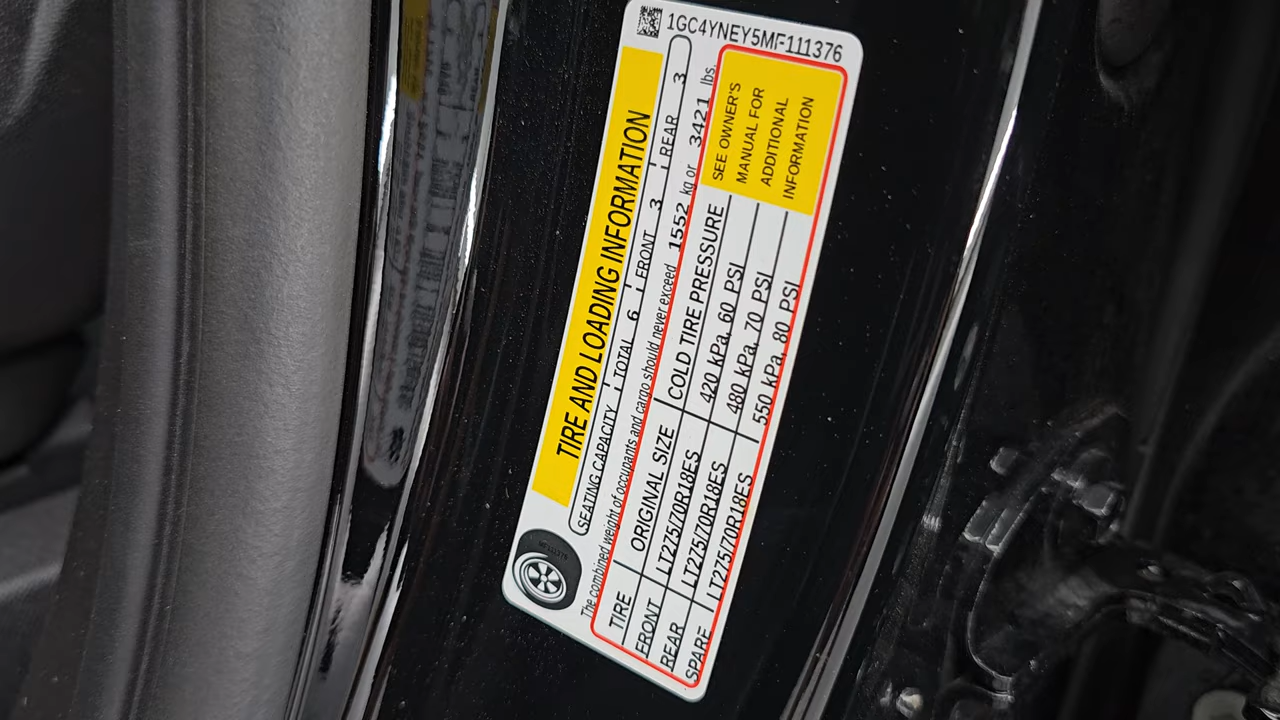 1GC4YNEY5MF111376
TIRE AND LOADING INFORMATION
SEATING CAPACITY TOTAL 6 FRONT 3 REAR 3
The combined weight of occupants and cargo should never exceed 1552 kg or 3421 lbs.
TIRE ORIGINAL SIZE COLD TIRE PRESSURE
FRONT LT275/70R18ES 420 kPa, 60 PSI
REAR LT275/70R18ES 480 kPa, 70 PSI
SPARE LT275/70R18ES 550 kPa, 80 PSI
SEE OWNER'S
MANUAL FOR
ADDITIONAL
INFORMATION
MF111376